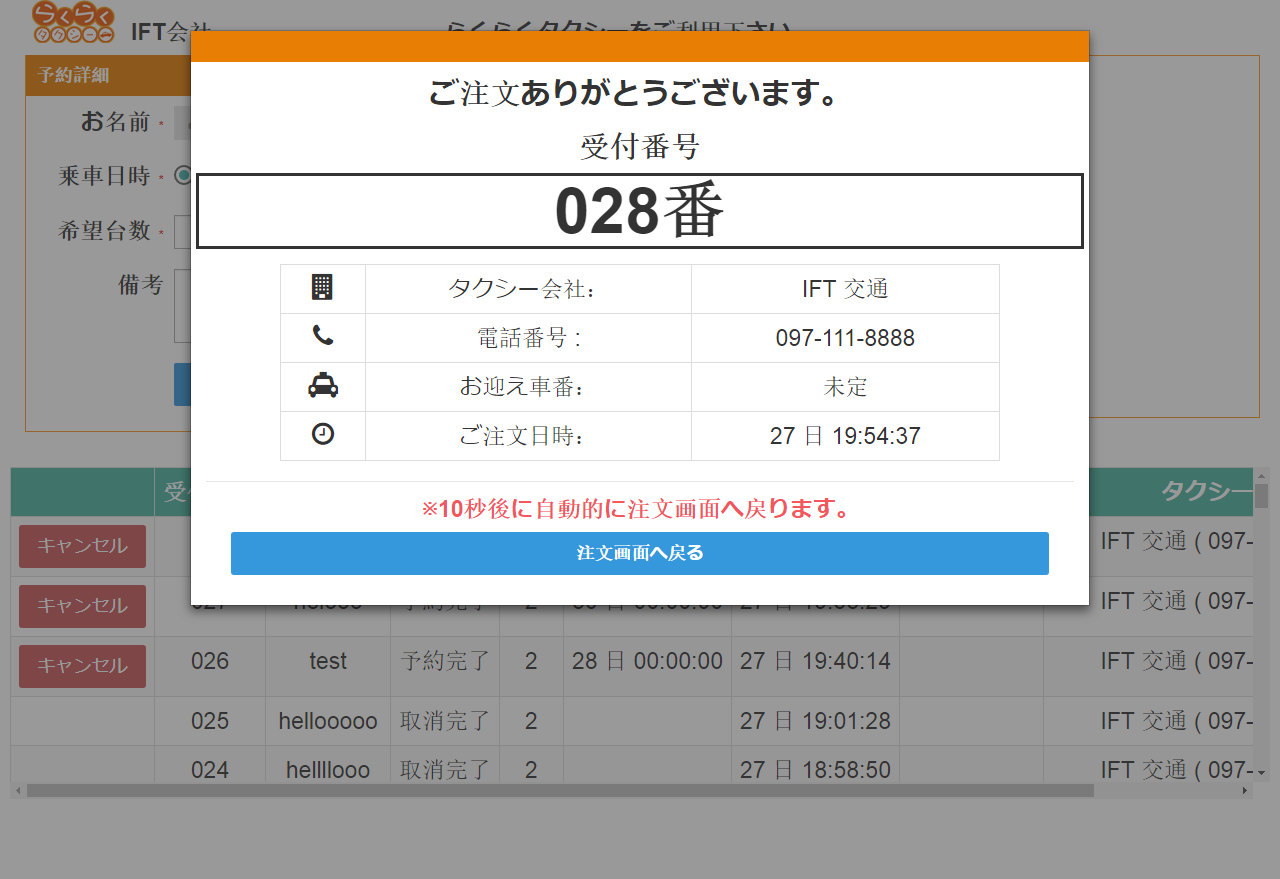 らくらく
タクシー
IFT会社
らくらくタクシーをご利用下さい
予約詳細
お名前 *
乗車日時 *
希望台数 *
備考
ご注文ありがとうございます。
受付番号
028番
タクシー会社： IFT 交通
電話番号 : 097-111-8888
お迎え車番： 未定
ご注文日時： 27 日 19:54:37
※10秒後に自動的に注文画面へ戻ります。
注文画面へ戻る
タクシー
キャンセル IFT 交通 ( 097-
キャンセル 027 2 IFT 交通 ( 097-
キャンセル 026 test 予約完了 2 28 日 00:00:00 27 日 19:40:14 IFT 交通 ( 097-
025 hellooooo 取消完了 2 27 日 19:01:28 IFT 交通 ( 097-
024 hellllooo 取消完了 2 27 日 18:58:50 IFT 交通 ( 097-